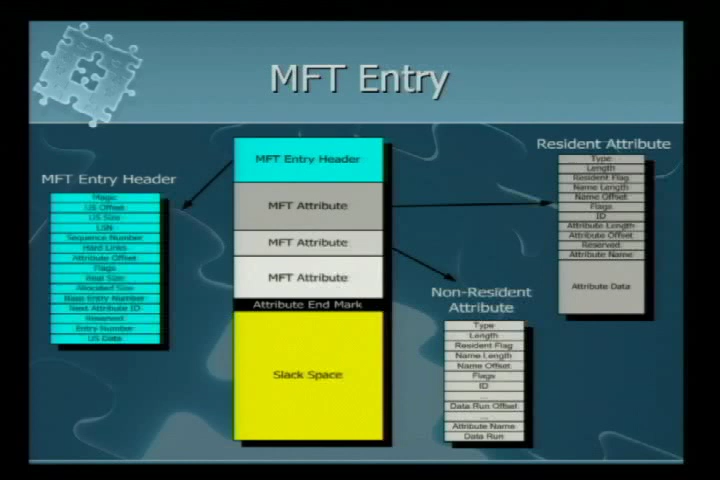 MFT Entry
MFT Entry Header
Magic
US Offset
US Size
LSN
Sequence Number
Hard Links
Attribute Offset
Flags
Real Size
Allocated Size
Base Entry Number
Next Attribute ID
Reserved
Entry Number
US Data
MFT Entry Header
MFT Attribute
MFT Attribute
MFT Attribute
Attribute End Mark
Slack Space
Resident Attribute
Type
Length
Resident Flag
Name Length
Name Offset
Flags
ID
Attribute Length
Attribute Offset
Reserved
Attribute Name
Attribute Data
Non-Resident
Attribute
Type
Length
Resident Flag
Name Length
Name Offset
Flags
ID
...
Data Run Offset
...
Attribute Name
Data Run